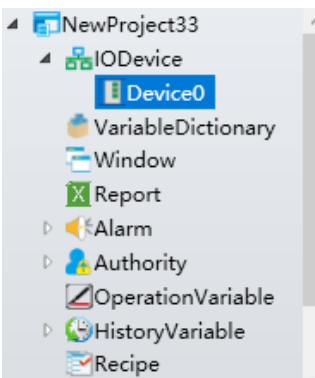 NewProject33
IODevice
Device0
VariableDictionary
Window
Report
Alarm
Authority
OperationVariable
HistoryVariable
Recipe